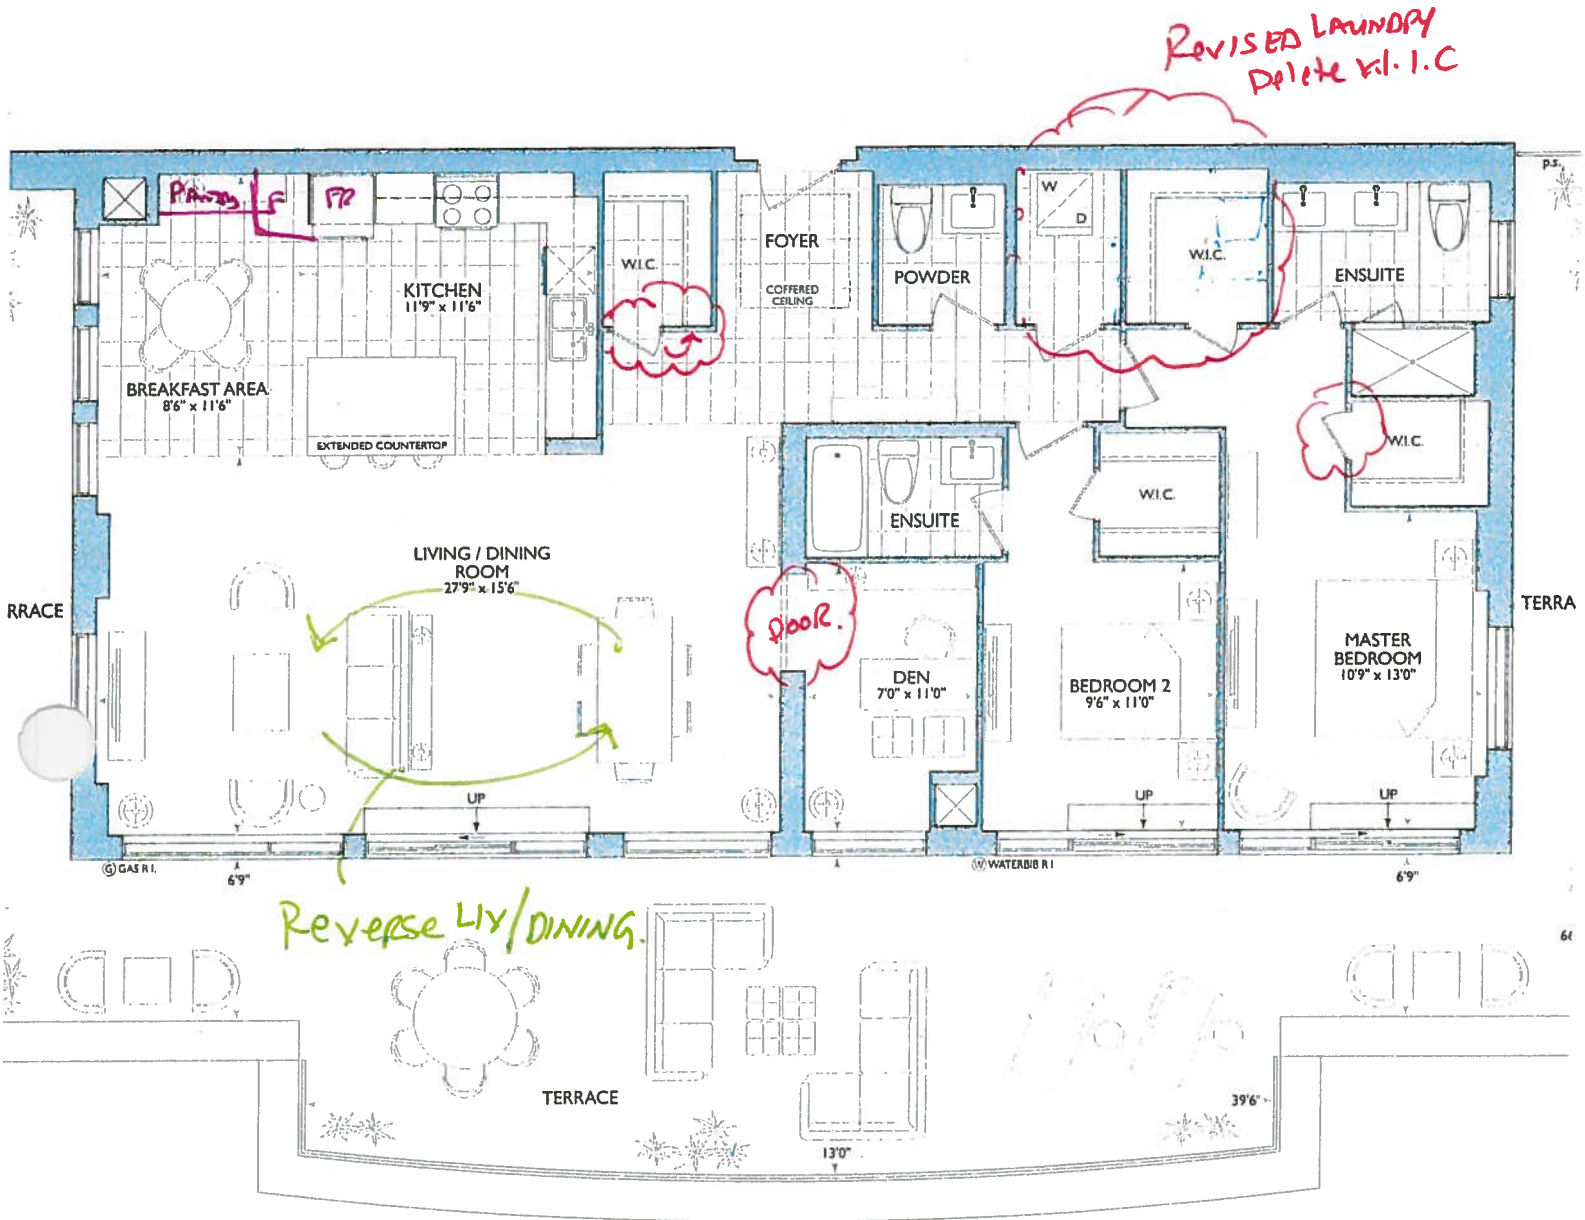 REVISED LAUNDRY
Delete W.I.C
P.S.
PANTRY
F
FR
W
D
W.I.C.
FOYER
COFFERED
CEILING
POWDER
W.I.C.
ENSUITE
KITCHEN
11'9" x 11'6"
BREAKFAST AREA
8'6" x 11'6"
EXTENDED COUNTERTOP
W.I.C.
W.I.C.
ENSUITE
LIVING / DINING
ROOM
27'9" x 15'6"
RRACE
TERRA
DOOR.
MASTER
BEDROOM
10'9" x 13'0"
DEN
7'0" x 11'0"
BEDROOM 2
9'6" x 11'0"
UP
UP
UP
G GAS R.I.
6'9"
W WATERBIB R I
6'9"
Reverse LIV/DINING.
TERRACE
39'6"
13'0"